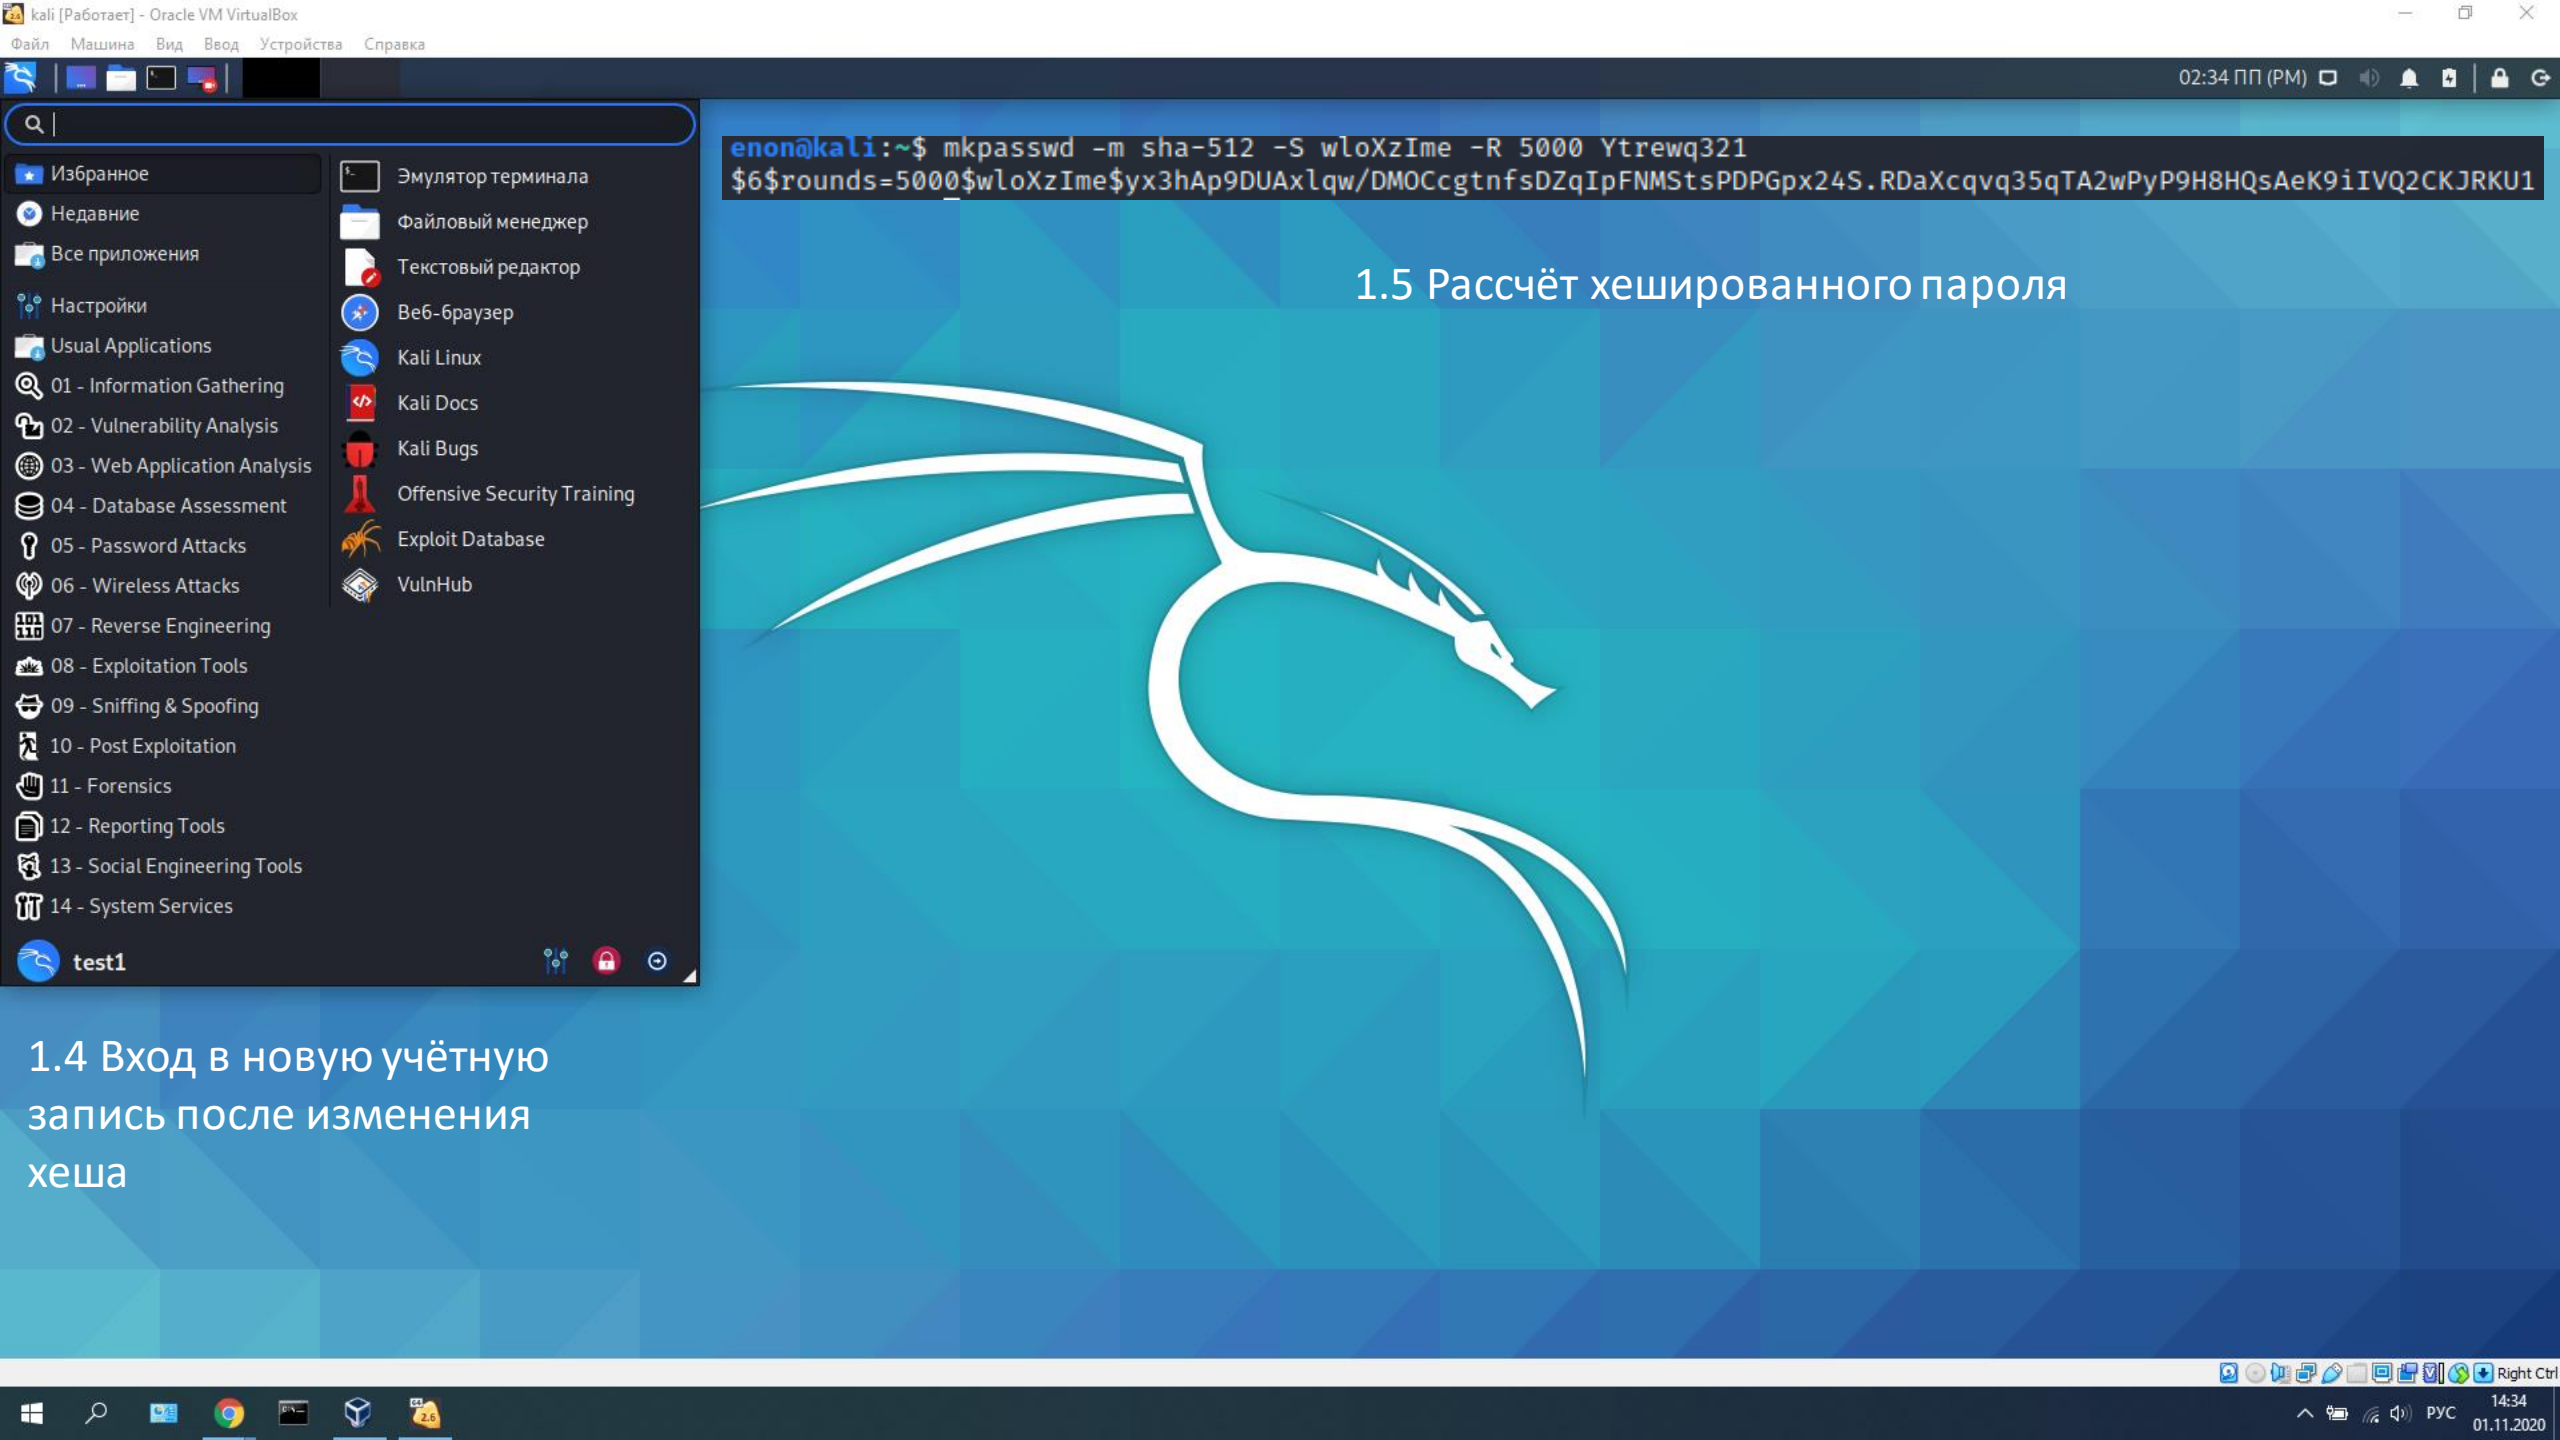 kali [Работает] - Oracle VM VirtualBox
Файл Машина Вид Ввод Устройства Справка
02:34 ПП (PM)
enon@kali:~$ mkpasswd -m sha-512 -S wloXzIme -R 5000 Ytrewq321
$6$rounds=5000$wloXzIme$yx3hAp9DUAxlqw/DMOCcgtnfsDZqIpFNMStsPDPGpx24S.RDaXcqvq35qTA2wPyP9H8HQsAeK9iIVQ2CKJRKU1
1.5 Рассчёт хешированного пароля
Избранное
Недавние
Все приложения
Настройки
Usual Applications
01 - Information Gathering
02 - Vulnerability Analysis
03 - Web Application Analysis
04 - Database Assessment
05 - Password Attacks
06 - Wireless Attacks
07 - Reverse Engineering
08 - Exploitation Tools
09 - Sniffing & Spoofing
10 - Post Exploitation
11 - Forensics
12 - Reporting Tools
13 - Social Engineering Tools
14 - System Services
Эмулятор терминала
Файловый менеджер
Текстовый редактор
Веб-браузер
Kali Linux
Kali Docs
Kali Bugs
Offensive Security Training
Exploit Database
VulnHub
test1
1.4 Вход в новую учётную
запись после изменения
хеша
Right Ctrl
РУС
14:34
01.11.2020